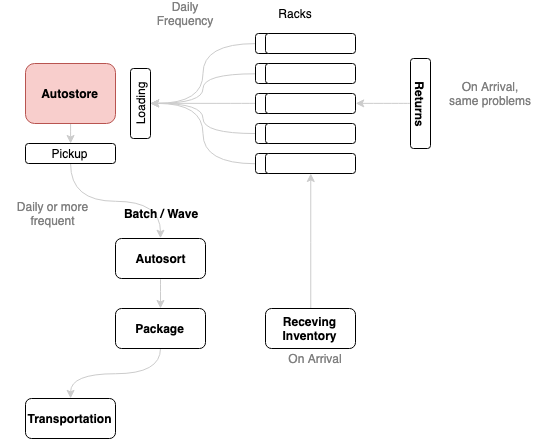 Daily
Frequency
Racks
Autostore
Loading
Returns
On Arrival,
same problems
Pickup
Daily or more
frequent
Batch / Wave
Autosort
Package
Receving
Inventory
On Arrival
Transportation